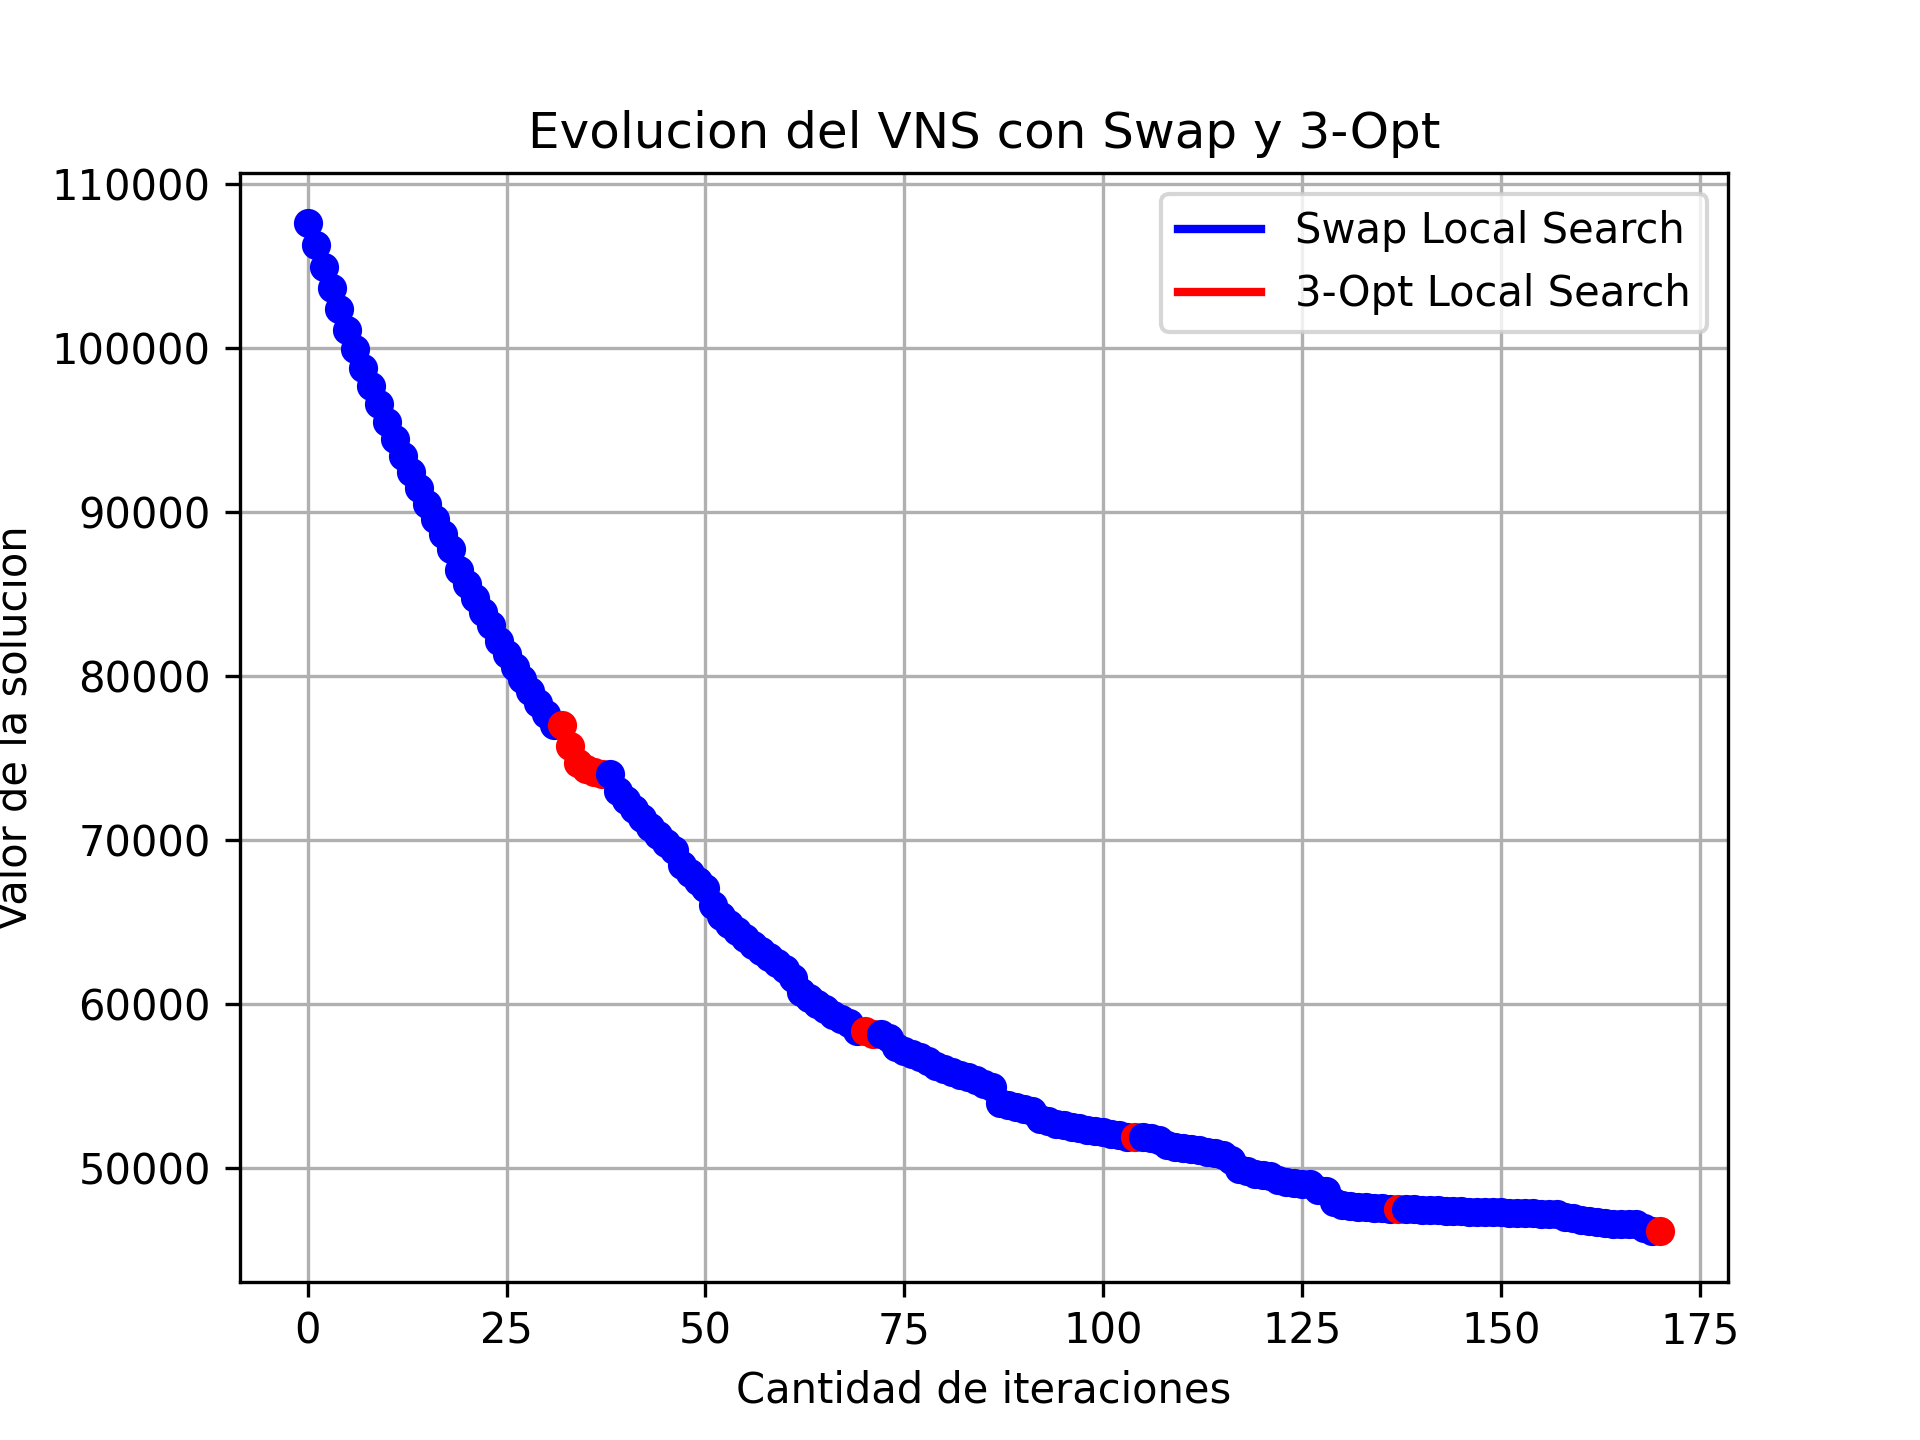 Evolucion del VNS con Swap y 3-Opt
110000
100000
90000
80000
70000
60000
50000
Valor de la solucion
Swap Local Search
3-Opt Local Search
0 25 50 75 100 125 150 175
Cantidad de iteraciones